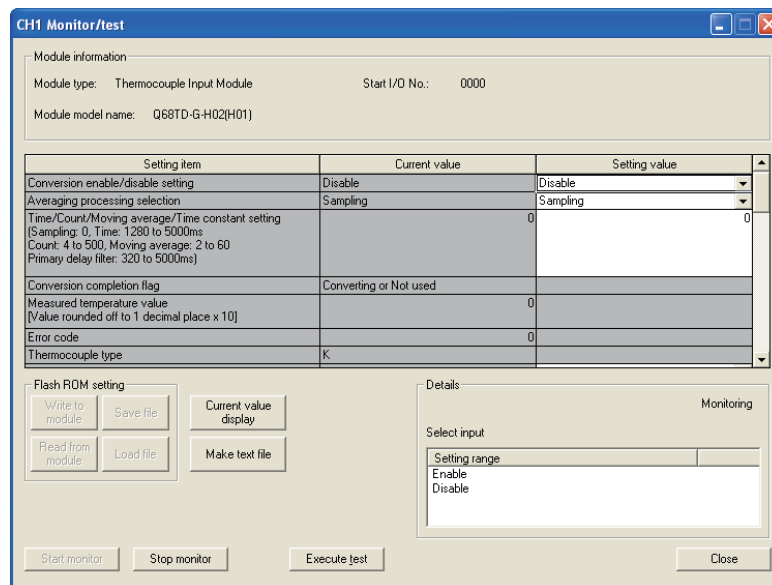 CH1 Monitor/test
Module information
Module type: Thermocouple Input Module Start I/O No.: 0000
Module model name: Q68TD-G-H02(H01)
Setting item Current value Setting value
Conversion enable/disable setting Disable Disable
Averaging processing selection Sampling Sampling
Time/Count/Moving average/Time constant setting 0 0
(Sampling: 0, Time: 1280 to 5000ms
Count: 4 to 500, Moving average: 2 to 60
Primary delay filter: 320 to 5000ms)
Conversion completion flag Converting or Not used
Measured temperature value 0
[Value rounded off to 1 decimal place x 10]
Error code 0
Thermocouple type K
Flash ROM setting
Write to module
Save file
Current value display
Read from module
Load file
Make text file
Details
Monitoring
Select input
Setting range
Enable
Disable
Start monitor Stop monitor Execute test Close